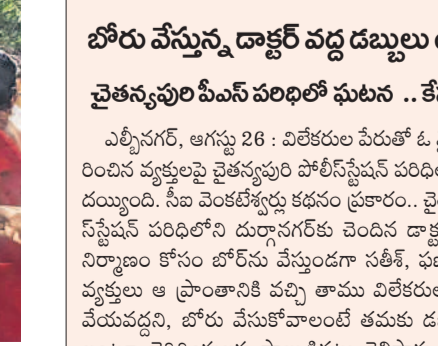 బోరు వేస్తున్న డాక్టర్ వద్ద డబ్బులు
చైతన్యపురి పీఎస్ పరిధిలో ఘటన ..
ఎల్బీనగర్, ఆగస్టు 26 : విలేకరుల పేరుతో ఓ
రించిన వ్యక్తులపై చైతన్యపురి పోలీస్‌స్టేషన్ పరిధి
దయ్యింది. సీఐ వెంకటేశ్వర్లు కథనం ప్రకారం..
స్‌స్టేషన్ పరిధిలోని దుర్గానగర్‌కు చెందిన
నిర్మాణం కోసం బోర్‌ను వేస్తుండగా సతీశ్,
వ్యక్తులు ఆ ప్రాంతానికి వచ్చి తాము
వేయవద్దని, బోరు వేసుకోవాలంటే తమకు